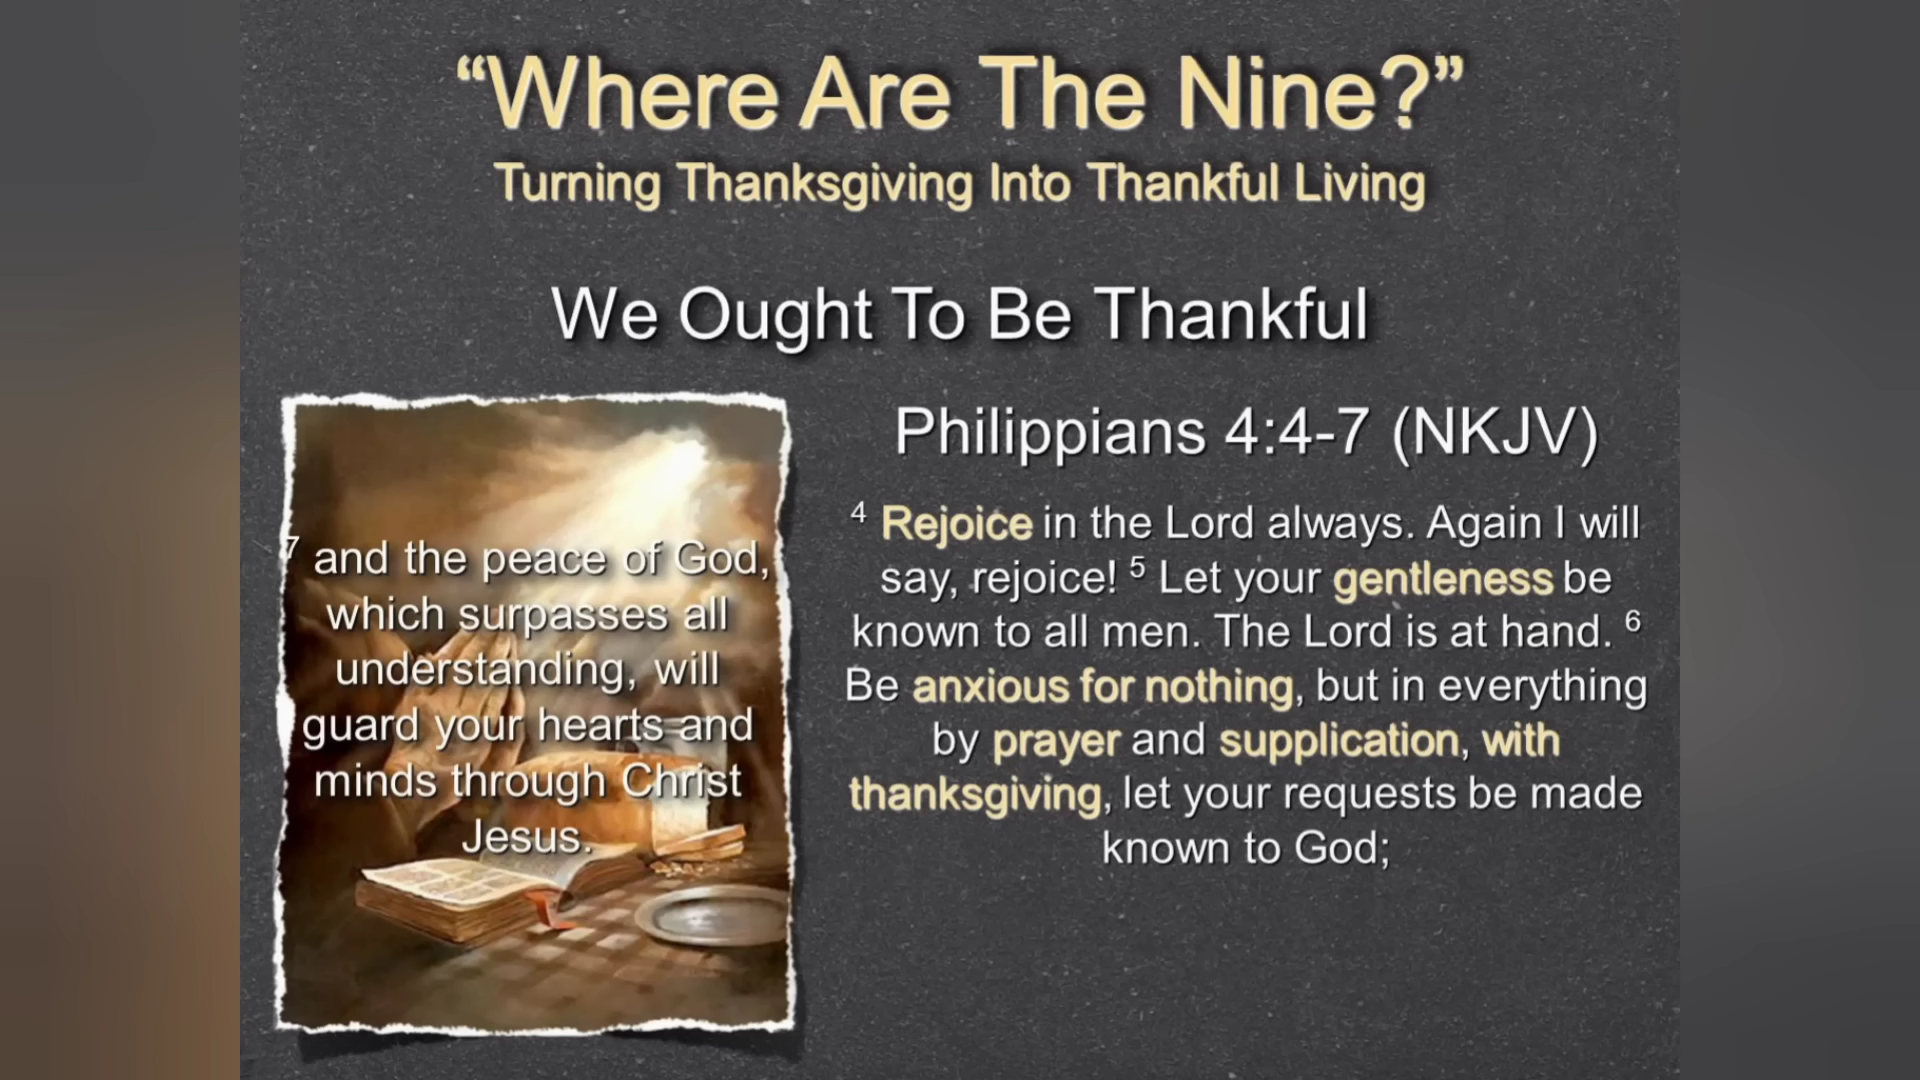 “Where Are The Nine?”
Turning Thanksgiving Into Thankful Living
We Ought To Be Thankful
Philippians 4:4-7 (NKJV)
4 Rejoice in the Lord always. Again I will
say, rejoice! 5 Let your gentleness be
known to all men. The Lord is at hand. 6
Be anxious for nothing, but in everything
by prayer and supplication, with
thanksgiving, let your requests be made
known to God;
7 and the peace of God,
which surpasses all
understanding, will
guard your hearts and
minds through Christ
Jesus.